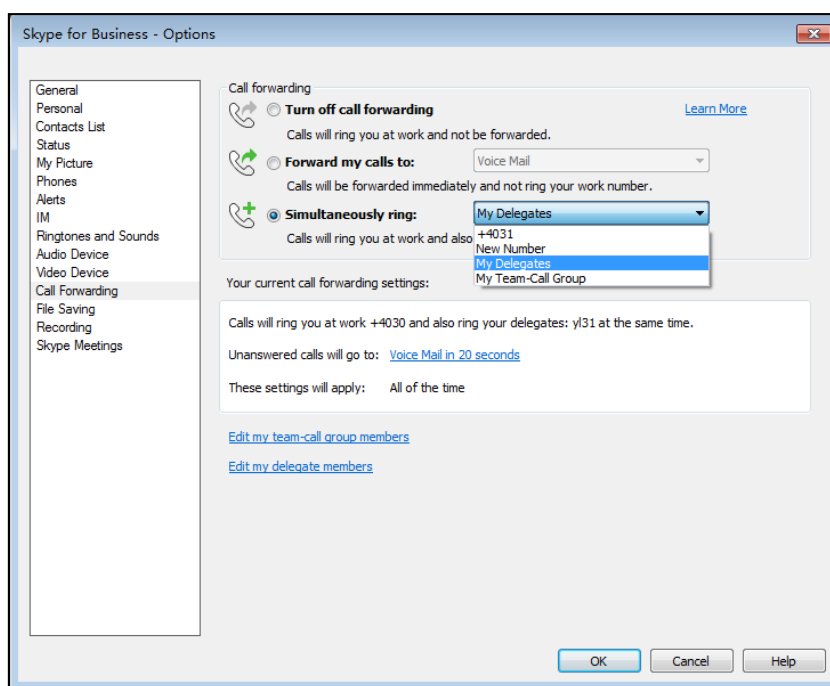 Skype for Business - Options
General
Personal
Contacts List
Status
My Picture
Phones
Alerts
IM
Ringtones and Sounds
Audio Device
Video Device
Call Forwarding
File Saving
Recording
Skype Meetings
Call forwarding
Turn off call forwarding
Learn More
Calls will ring you at work and not be forwarded.
Forward my calls to:
Voice Mail
Calls will be forwarded immediately and not ring your work number.
Simultaneously ring:
My Delegates
Calls will ring you at work and also
+4031
New Number
My Delegates
My Team-Call Group
Your current call forwarding settings:
Calls will ring you at work +4030 and also ring your delegates: yl31 at the same time.
Unanswered calls will go to: Voice Mail in 20 seconds
These settings will apply: All of the time
Edit my team-call group members
Edit my delegate members
OK
Cancel
Help